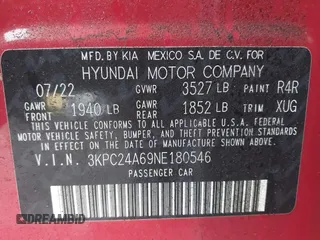 MFD. BY KIA MEXICO S.A. DE C.V. FOR
HYUNDAI MOTOR COMPANY
07/22 GVWR 3527 LB PAINT R4R
GAWR FRONT 1940 LB GAWR REAR 1852 LB TRIM XUG
THIS VEHICLE CONFORMS TO ALL APPLICABLE U.S. FEDERAL
MOTOR VEHICLE SAFETY, BUMPER, AND THEFT PREVENTION
STANDARDS IN EFFECT ON THE DATE OF MANUFACTURE SHOWN ABOVE.
V.I.N. 3KPC24A69NE180546
PASSENGER CAR
DREAMBID